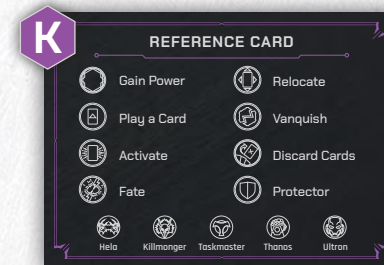 K
REFERENCE CARD
Gain Power
Relocate
Play a Card
Vanquish
Activate
Discard Cards
Fate
Protector
Hela Killmonger Taskmaster Thanos Ultron